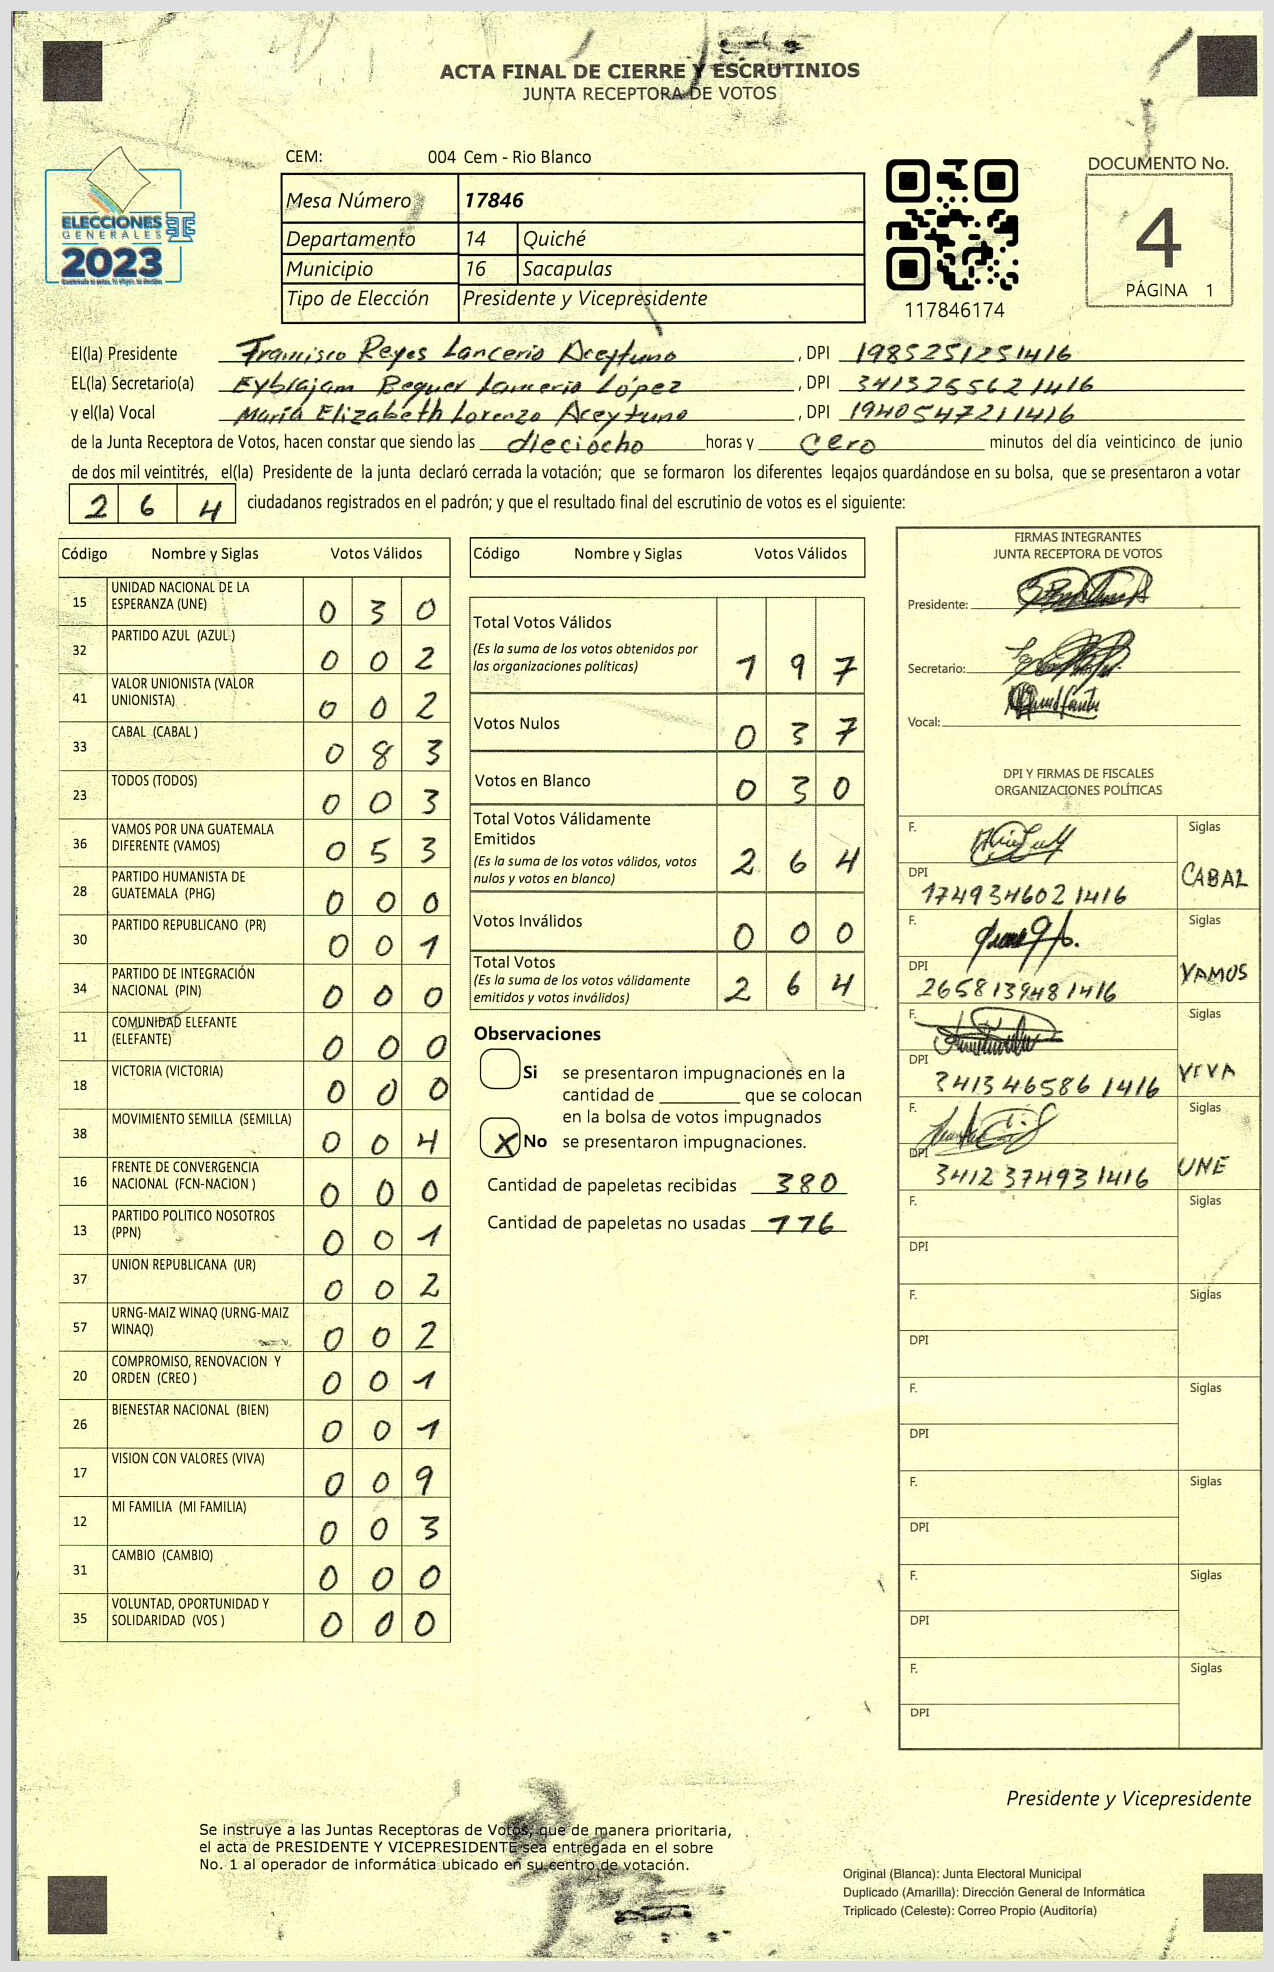 ACTA FINAL DE CIERRE Y ESCRUTINIOS
JUNTA RECEPTORA DE VOTOS
CEM: 004 Cem - Rio Blanco
ELECCIONES
GENERALES
2023
Mesa Número 17846
Departamento 14 Quiché
Municipio 16 Sacapulas
Tipo de Elección Presidente y Vicepresidente
117846174
DOCUMENTO No.
4
PÁGINA 1
El(la) Presidente Francisco Reyes Lancerio Aceytuno , DPI 1985251251416
EL(la) Secretario(a) Eybrajam Bequer Lancerio López , DPI 3413255621416
y el(la) Vocal María Elizabeth Lorenzo Aceytuno , DPI 1940547211416
de la Junta Receptora de Votos, hacen constar que siendo las dieciocho horas y cero minutos del día veinticinco de junio
de dos mil veintitrés, el(la) Presidente de la junta declaró cerrada la votación; que se formaron los diferentes legajos guardándose en su bolsa, que se presentaron a votar
2 6 4 ciudadanos registrados en el padrón; y que el resultado final del escrutinio de votos es el siguiente:
Código Nombre y Siglas Votos Válidos
15 UNIDAD NACIONAL DE LA
ESPERANZA (UNE) 0 3 0
32 PARTIDO AZUL (AZUL) 0 0 2
41 VALOR UNIONISTA (VALOR
UNIONISTA) 0 0 2
33 CABAL (CABAL ) 0 8 3
23 TODOS (TODOS) 0 0 3
36 VAMOS POR UNA GUATEMALA
DIFERENTE (VAMOS) 0 5 3
28 PARTIDO HUMANISTA DE
GUATEMALA (PHG) 0 0 0
30 PARTIDO REPUBLICANO (PR) 0 0 1
34 PARTIDO DE INTEGRACIÓN
NACIONAL (PIN) 0 0 0
11 COMUNIDAD ELEFANTE
(ELEFANTE) 0 0 0
18 VICTORIA (VICTORIA) 0 0 0
38 MOVIMIENTO SEMILLA (SEMILLA) 0 0 4
16 FRENTE DE CONVERGENCIA
NACIONAL (FCN-NACION ) 0 0 0
13 PARTIDO POLITICO NOSOTROS
(PPN) 0 0 1
37 UNION REPUBLICANA (UR) 0 0 2
57 URNG-MAIZ WINAQ (URNG-MAIZ
WINAQ) 0 0 2
20 COMPROMISO, RENOVACION Y
ORDEN (CREO ) 0 0 1
26 BIENESTAR NACIONAL (BIEN) 0 0 1
17 VISION CON VALORES (VIVA) 0 0 9
12 MI FAMILIA (MI FAMILIA) 0 0 3
31 CAMBIO (CAMBIO) 0 0 0
35 VOLUNTAD, OPORTUNIDAD Y
SOLIDARIDAD (VOS ) 0 0 0
Código Nombre y Siglas Votos Válidos
Total Votos Válidos
(Es la suma de los votos obtenidos por
las organizaciones políticas) 1 9 7
Votos Nulos 0 3 7
Votos en Blanco 0 3 0
Total Votos Válidamente
Emitidos
(Es la suma de los votos válidos, votos
nulos y votos en blanco) 2 6 4
Votos Inválidos 0 0 0
Total Votos
(Es la suma de los votos válidamente
emitidos y votos inválidos) 2 6 4
Observaciones
Si se presentaron impugnaciones en la
cantidad de ________ que se colocan
en la bolsa de votos impugnados
X No se presentaron impugnaciones.
Cantidad de papeletas recibidas 380
Cantidad de papeletas no usadas 116
FIRMAS INTEGRANTES
JUNTA RECEPTORA DE VOTOS
Presidente:
Secretario:
Vocal:
DPI Y FIRMAS DE FISCALES
ORGANIZACIONES POLÍTICAS
F. Siglas
CABAL
DPI
174934602 1416
F. Siglas
VAMOS
DPI
265813948 1416
F. Siglas
VIVA
DPI
341346586 1416
F. Siglas
UNE
DPI
3412 37493 1416
F. Siglas
DPI
F. Siglas
DPI
F. Siglas
DPI
F. Siglas
DPI
F. Siglas
DPI
F. Siglas
DPI
Presidente y Vicepresidente
Se instruye a las Juntas Receptoras de Votos, que de manera prioritaria,
el acta de PRESIDENTE Y VICEPRESIDENTE sea entregada en el sobre
No. 1 al operador de informática ubicado en su centro de votación.
Original (Blanca): Junta Electoral Municipal
Duplicado (Amarilla): Dirección General de Informática
Triplicado (Celeste): Correo Propio (Auditoría)